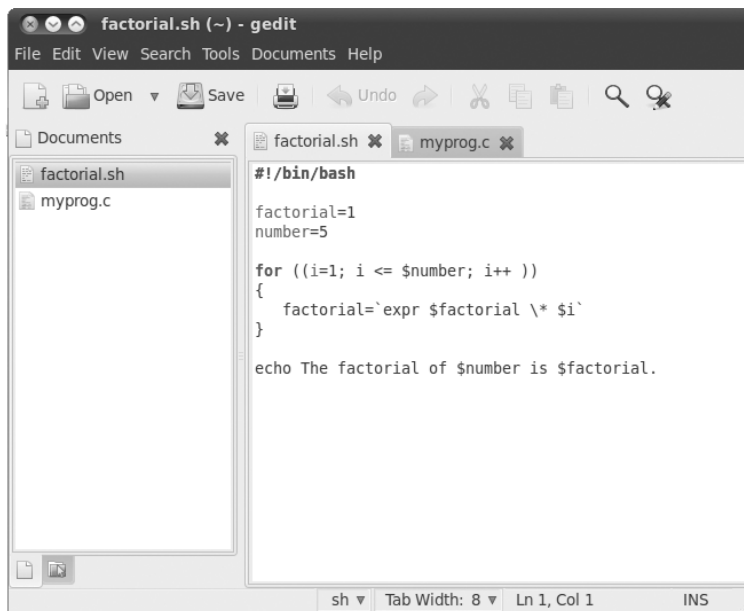 factorial.sh (~) - gedit
File Edit View Search Tools Documents Help
Open Save Undo
Documents
factorial.sh
myprog.c
factorial.sh myprog.c
#!/bin/bash
factorial=1
number=5
for ((i=1; i <= $number; i++ ))
{
factorial=`expr $factorial \* $i`
}
echo The factorial of $number is $factorial.
sh Tab Width: 8 Ln 1, Col 1 INS